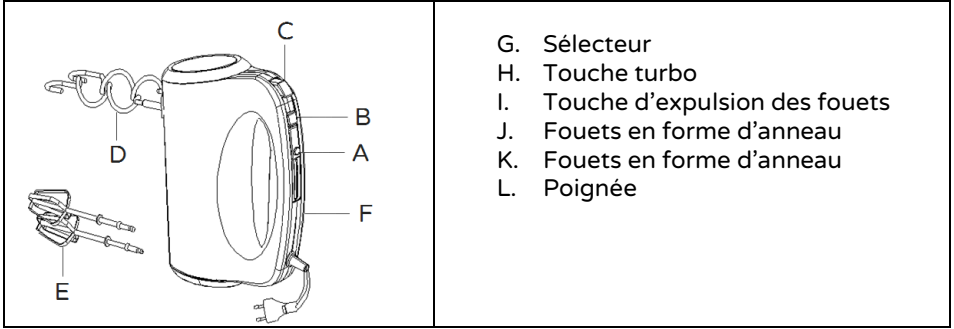 C
B
A
D
F
E
G. Sélecteur
H. Touche turbo
I. Touche d'expulsion des fouets
J. Fouets en forme d'anneau
K. Fouets en forme d'anneau
L. Poignée